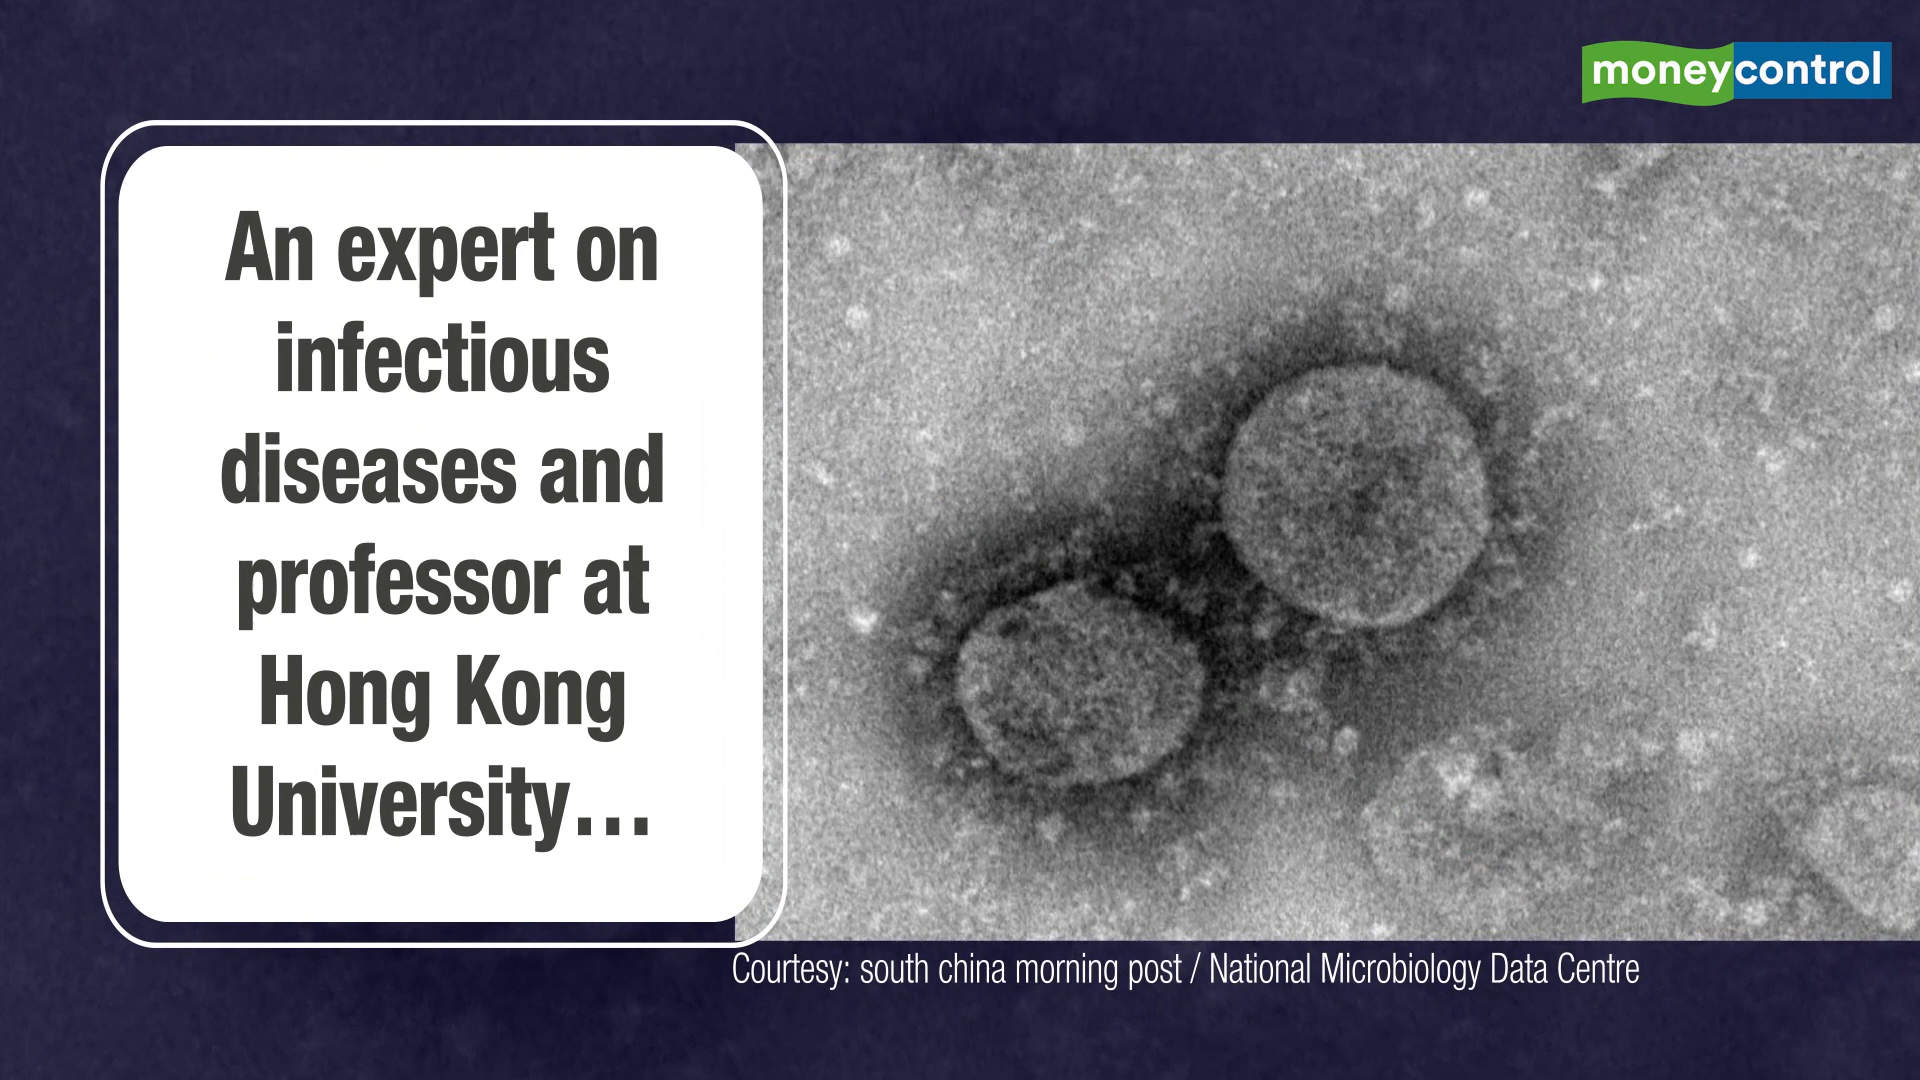 moneycontrol
An expert on
infectious
diseases and
professor at
Hong Kong
University...
Courtesy: south china morning post / National Microbiology Data Centre